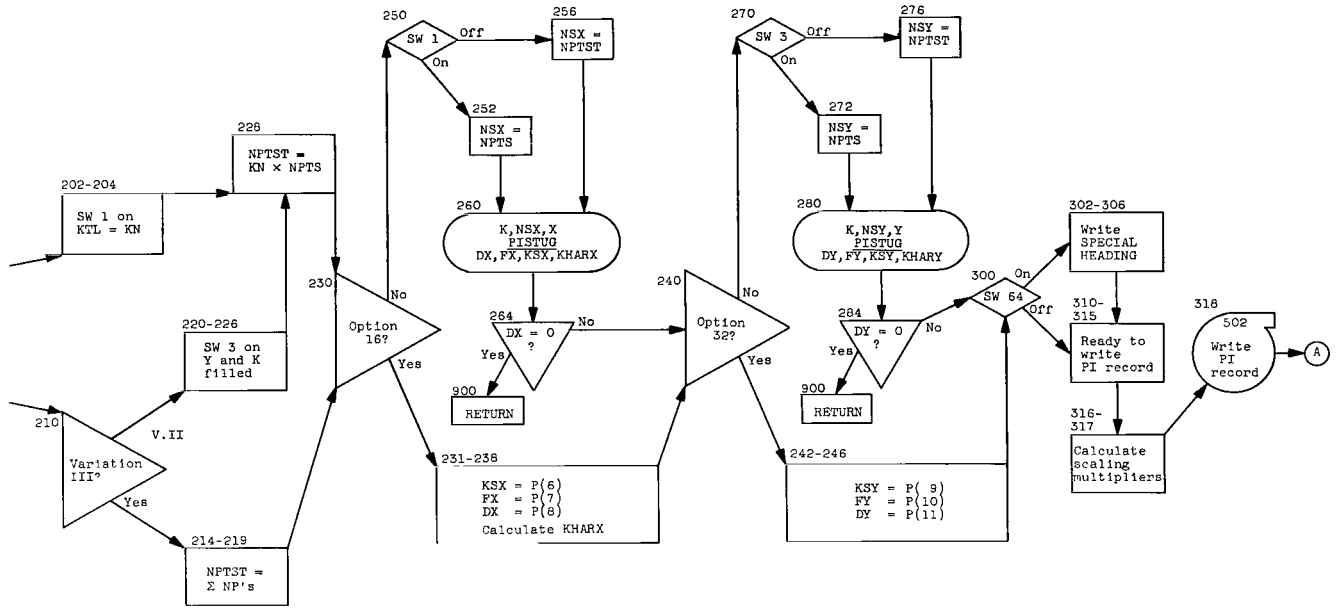 202-204
SW 1 on
KTL = KN
210
Variation
III?
V.II
Yes
220-226
SW 3 on
Y and K
filled
214-219
NPTST =
Σ NP's
228
NPTST =
KN × NPTS
230
Option
16?
No
Yes
250
SW 1
Off
On
256
NSX =
NPTST
252
NSX =
NPTS
260
K,NSX,X
PISTUG
DX,FX,KSX,KHARX
264
DX = 0
?
No
Yes
900
RETURN
231-238
KSX = P(6)
FX = P(7)
DX = P(8)
Calculate KHARX
240
Option
32?
No
Yes
270
SW 3
Off
On
276
NSY =
NPTST
272
NSY =
NPTS
280
K,NSY,Y
PISTUG
DY,FY,KSY,KHARY
284
DY = 0
?
No
Yes
900
RETURN
242-246
KSY = P( 9)
FY = P(10)
DY = P(11)
300
SW 64
On
Off
302-306
Write
SPECIAL
HEADING
310-
315
Ready to
write
PI record
316-
317
Calculate
scaling
multipliers
318
502
Write
PI
record
A